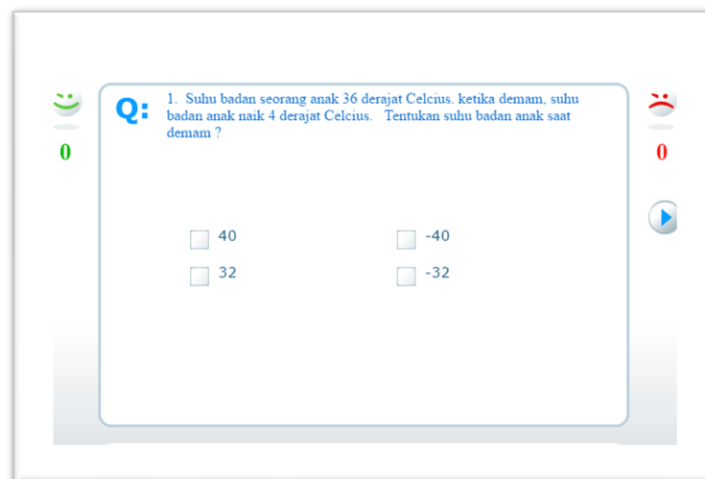 Q:
1. Suhu badan seorang anak 36 derajat Celcius. ketika demam, suhu
badan anak naik 4 derajat Celcius. Tentukan suhu badan anak saat
demam ?
0
0
40
-40
32
-32